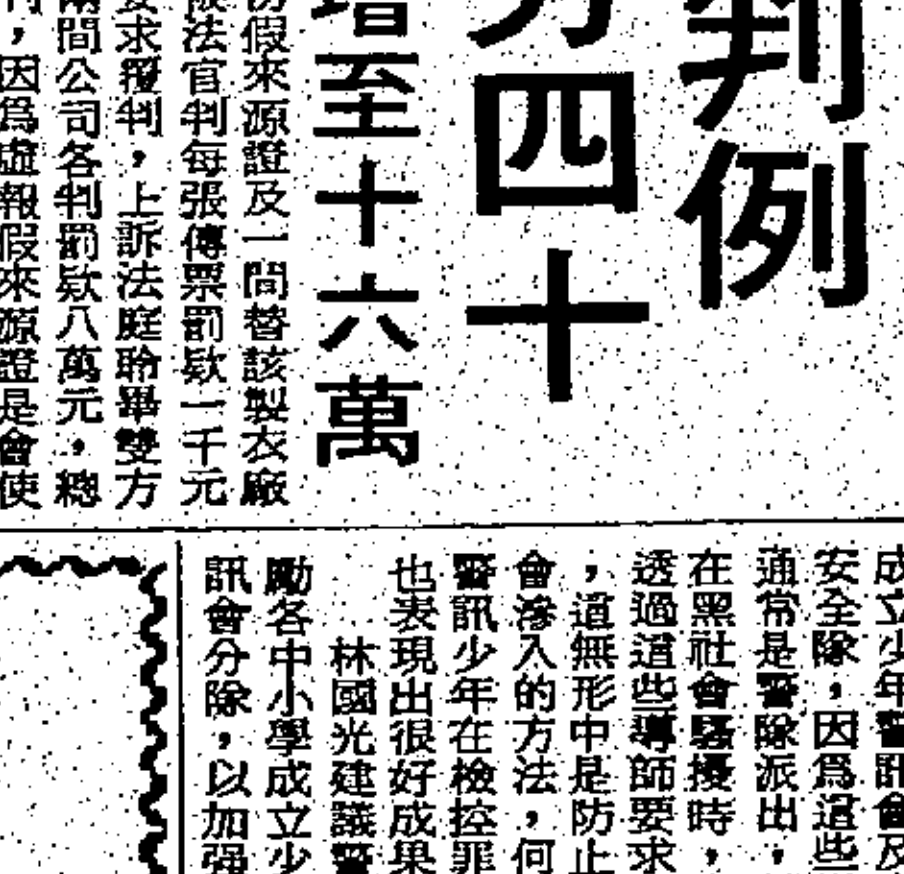 判例
四十
至十六萬
假來源證及一間替該製衣廠
法官判每張傳票罰款一千元
求覆判，上訴法庭聆畢雙方
間公司各判罰款八萬元，總
，因爲虛報假來源證是會使
成立少年警訊會及
安全隊，因爲這些
通常是警隊派出，
在黑社會騷擾時，
透過這些導師要求
，這無形中是防止
會滲入的方法，何
警訊少年在檢控罪
也表現出很好成果
林國光建議警
勵各中小學成立少
訊會分隊，以加强